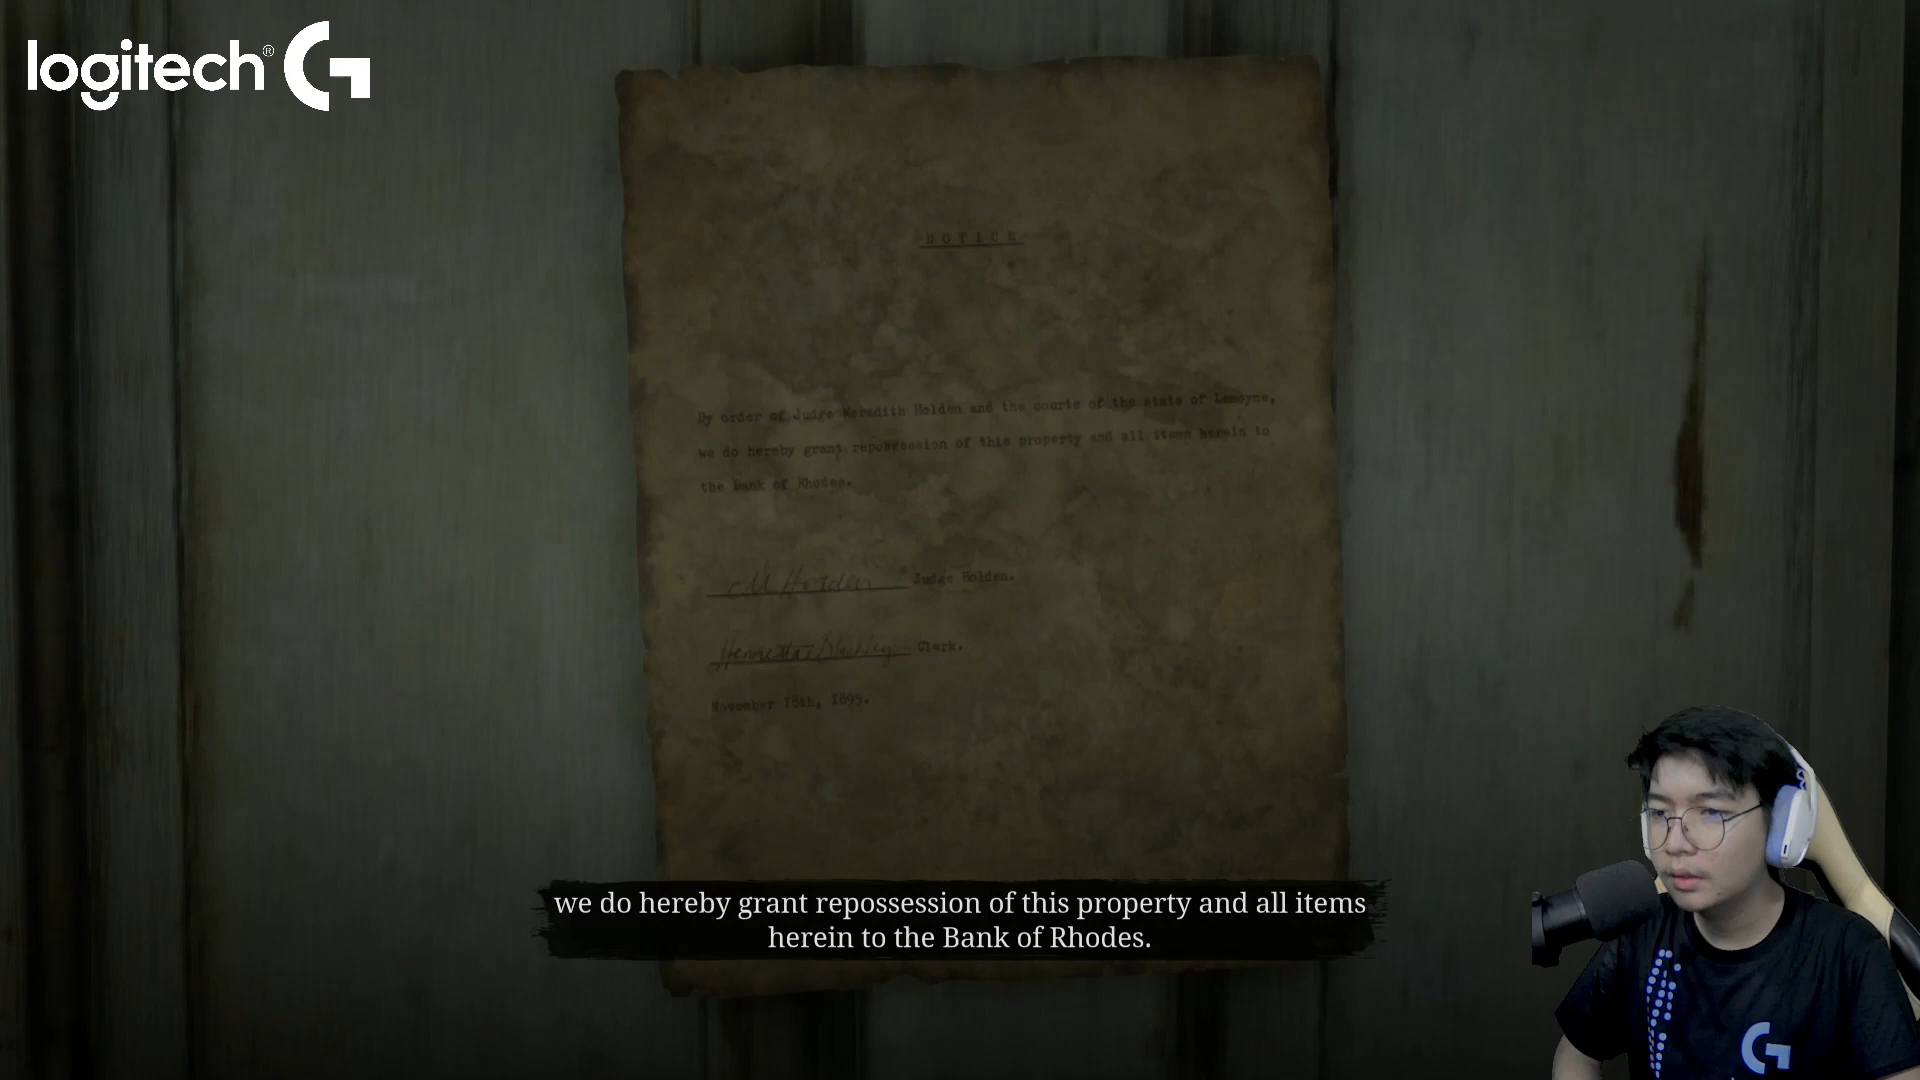 logitech® G
NOTICE
By order of Judge Meredith Holden and the courts of the state of Lemoyne,
we do hereby grant repossession of this property and all items herein to
the Bank of Rhodes.
M Holden Judge Holden.
Henrietta Clerk.
November 18th, 1895.
we do hereby grant repossession of this property and all items
herein to the Bank of Rhodes.
G